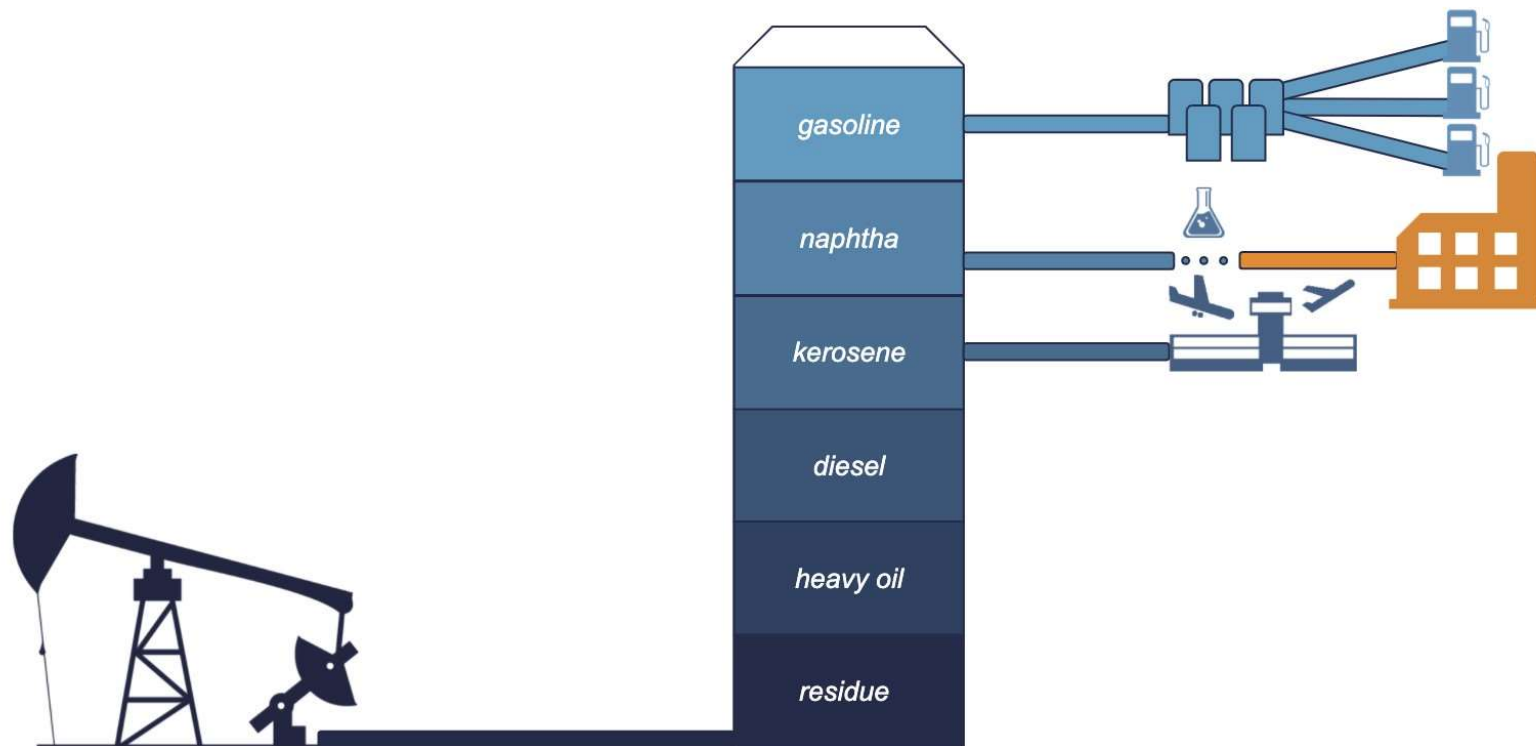 gasoline
naphtha
kerosene
diesel
heavy oil
residue